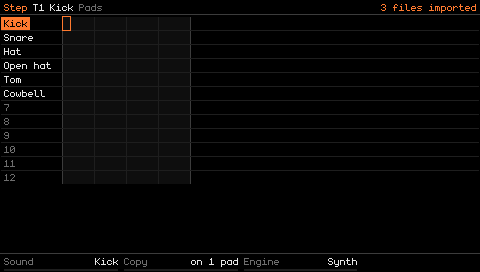 Step T1 Kick Pads 3 files imported
Kick
Snare
Hat
Open hat
Tom
Cowbell
7
8
9
10
11
12
Sound Kick Copy on 1 pad Engine Synth